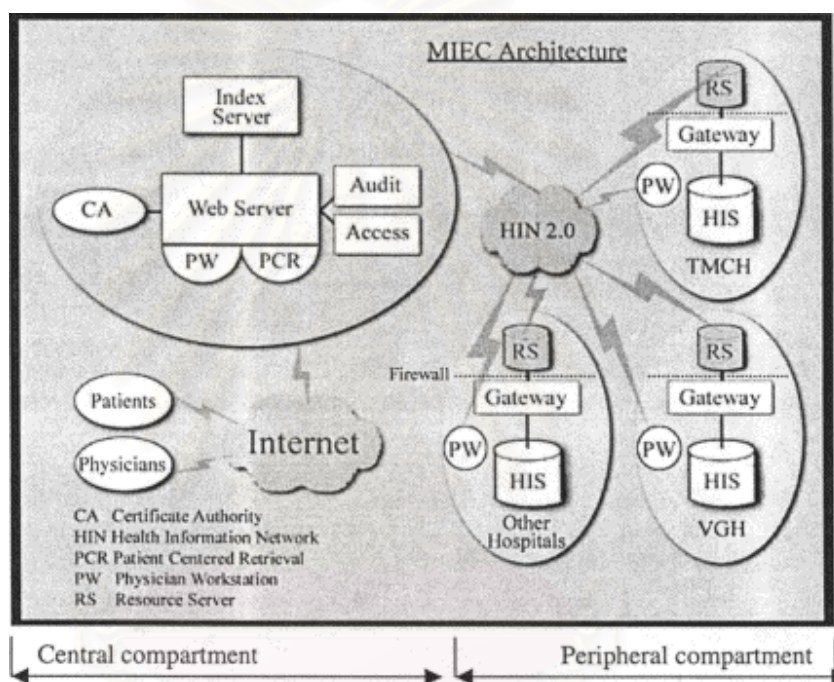 MIEC Architecture
Index
Server
CA
Web Server
Audit
Access
PW
PCR
HIN 2.0
RS
Gateway
PW
HIS
TMCH
Patients
Physicians
Internet
Firewall
RS
Gateway
PW
HIS
Other
Hospitals
RS
Gateway
PW
HIS
VGH
CA Certificate Authority
HIN Health Information Network
PCR Patient Centered Retrieval
PW Physician Workstation
RS Resource Server
Central compartment
Peripheral compartment